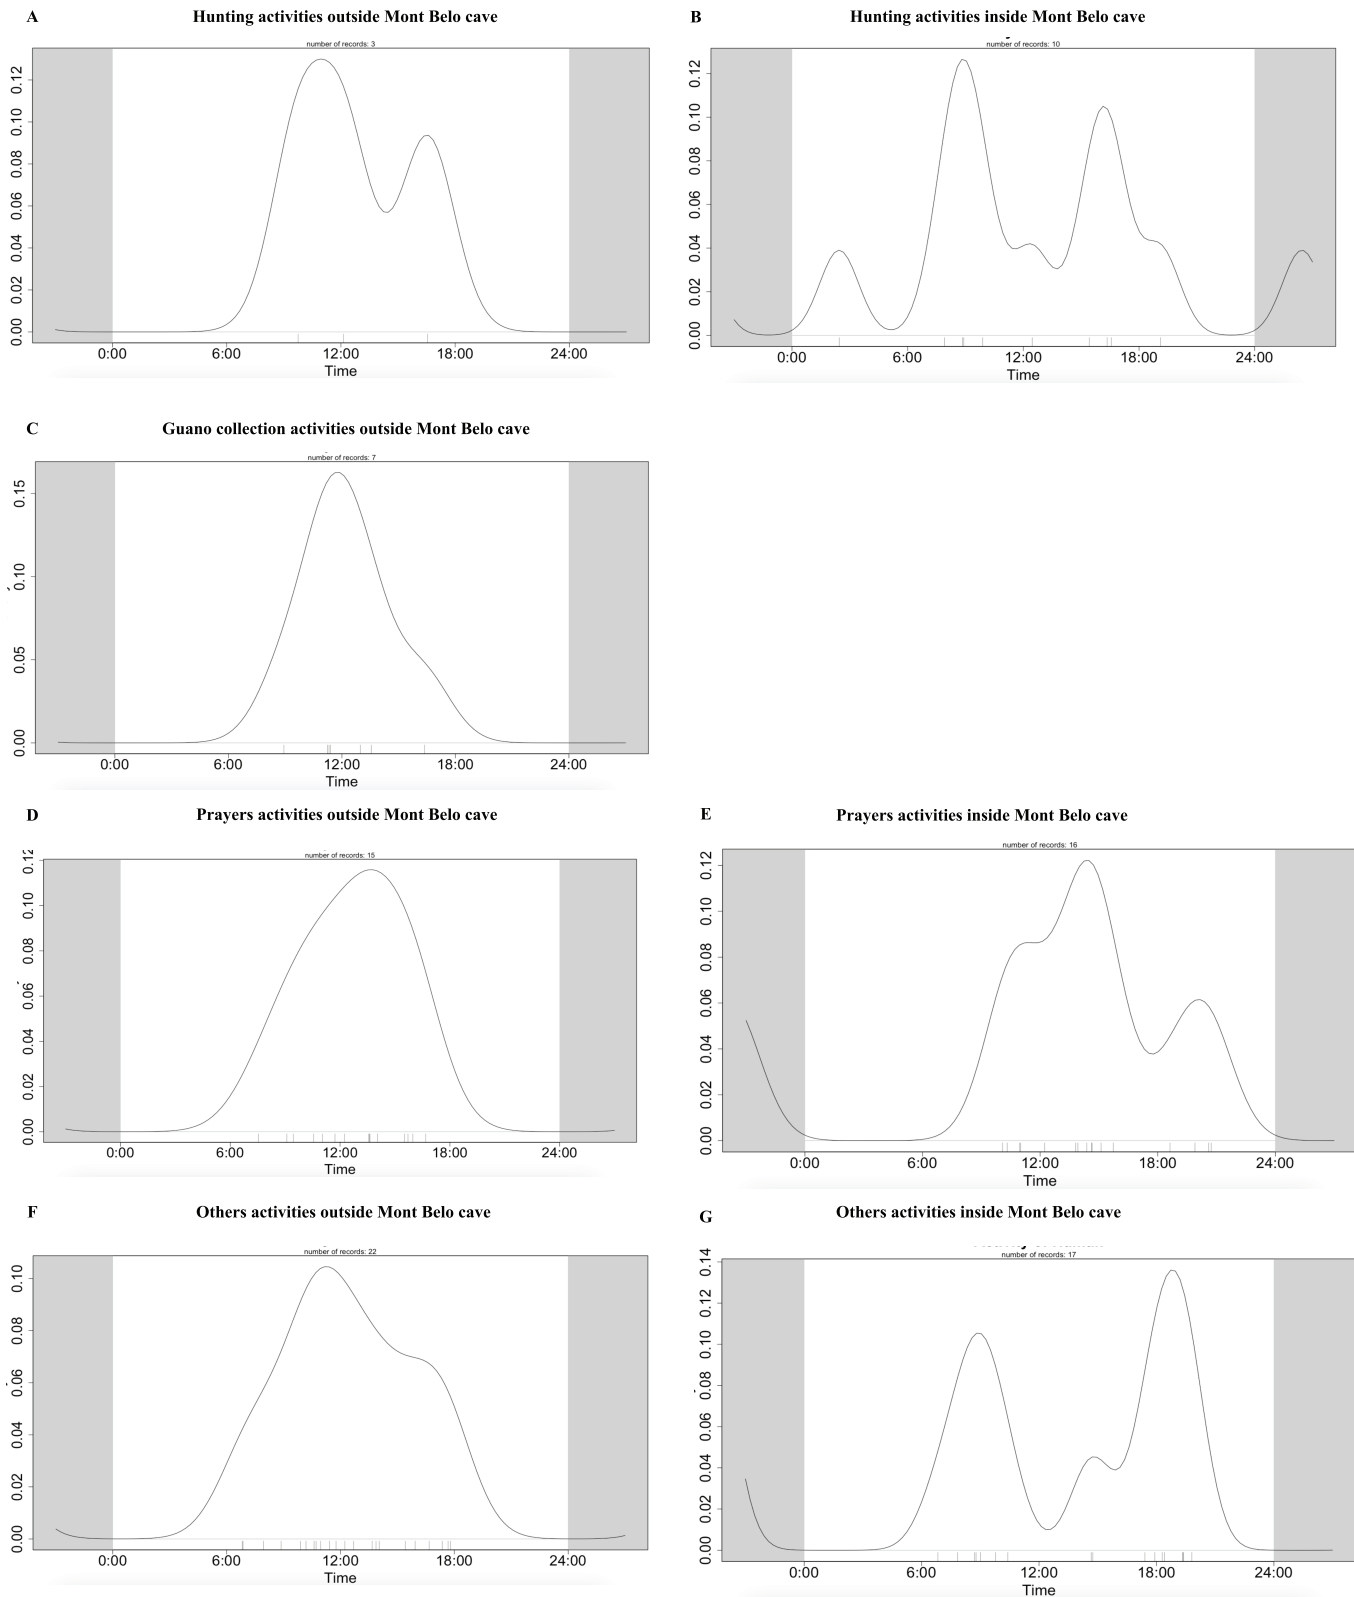 A Hunting activities outside Mont Belo cave
number of records: 3
0.00 0.02 0.04 0.06 0.08 0.10 0.12
0:00 6:00 12:00 18:00 24:00
Time
B Hunting activities inside Mont Belo cave
number of records: 10
0.00 0.02 0.04 0.06 0.08 0.10 0.12
0:00 6:00 12:00 18:00 24:00
Time
C Guano collection activities outside Mont Belo cave
number of records: 7
0.00 0.05 0.10 0.15
0:00 6:00 12:00 18:00 24:00
Time
D Prayers activities outside Mont Belo cave
number of records: 15
0.00 0.02 0.04 0.06 0.08 0.10 0.12
0:00 6:00 12:00 18:00 24:00
Time
E Prayers activities inside Mont Belo cave
number of records: 16
0.00 0.02 0.04 0.06 0.08 0.10 0.12
0:00 6:00 12:00 18:00 24:00
Time
F Others activities outside Mont Belo cave
number of records: 22
0.00 0.02 0.04 0.06 0.08 0.10
0:00 6:00 12:00 18:00 24:00
Time
G Others activities inside Mont Belo cave
number of records: 17
0.00 0.02 0.04 0.06 0.08 0.10 0.12 0.14
0:00 6:00 12:00 18:00 24:00
Time